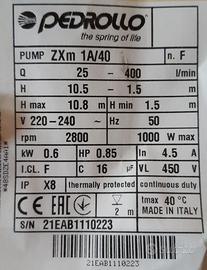 PEDROLLO®
the spring of life
PUMP ZXm 1A/40 n. F
Q 25 - 400 l/min
H 10.5 - 1.5 m
H max 10.8 m H min 1.5 m
V 220-240 ~ Hz 50
rpm 2800 1000 W max
kW 0.6 HP 0.85 In 4.5 A
I.CL. F C 16 µF VL 450 V
IP X8 thermally protected continuous duty
CE EAC 2 m tmax 40°C MADE IN ITALY
S/N 21EAB1110223
21EAB1110223